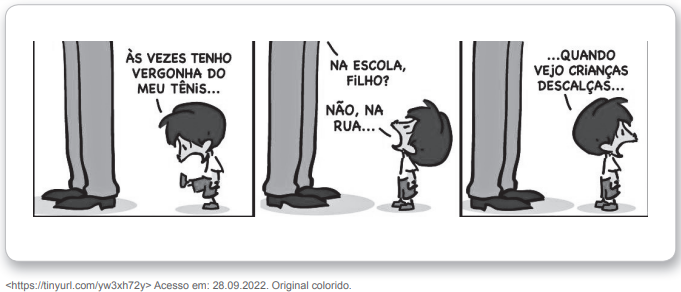 ÀS VEZES TENHO
VERGONHA DO
MEU TÊNIS...
NA ESCOLA,
FILHO?
NÃO, NA
RUA...
...QUANDO
VEJO CRIANÇAS
DESCALÇAS...
<https://tinyurl.com/yw3xh72y> Acesso em: 28.09.2022. Original colorido.